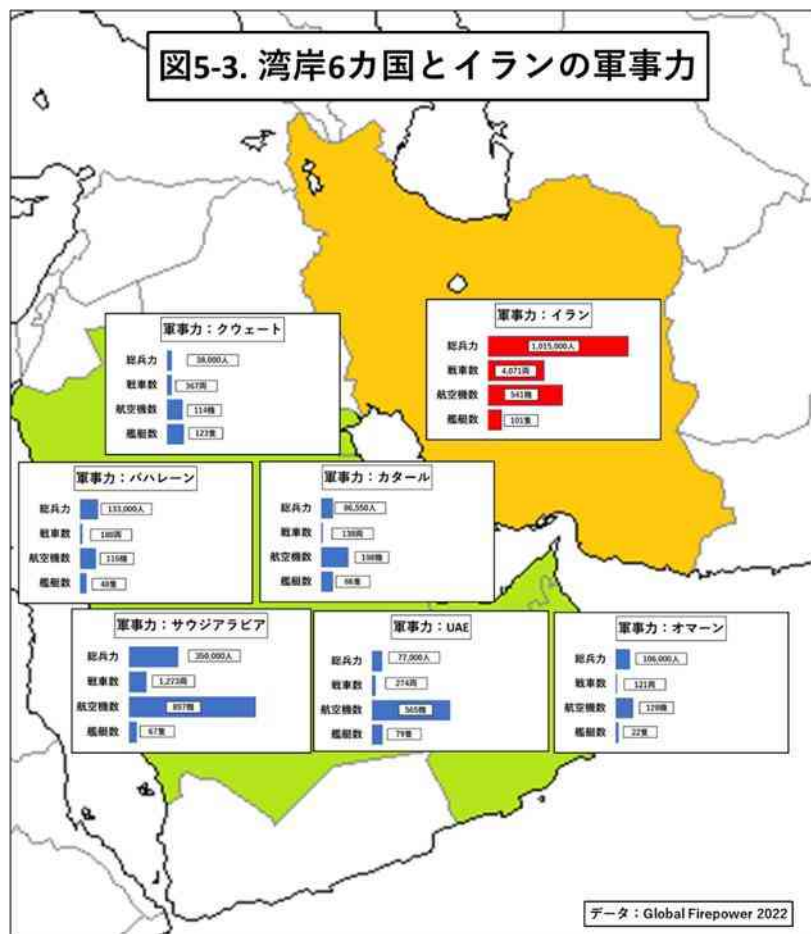 図5-3. 湾岸6カ国とイランの軍事力
軍事力：クウェート
総兵力 38,000人
戦車数 367両
航空機数 114機
艦艇数 123隻
軍事力：イラン
総兵力 1,015,000人
戦車数 4,071両
航空機数 541機
艦艇数 101隻
軍事力：バハレーン
総兵力 133,000人
戦車数 180両
航空機数 116機
艦艇数 48隻
軍事力：カタール
総兵力 86,550人
戦車数
航空機数 198機
艦艇数
軍事力：サウジアラビア
総兵力 350,000人
戦車数 1,273両
航空機数 897機
艦艇数 67隻
軍事力：UAE
総兵力 77,000人
戦車数 274両
航空機数 565機
艦艇数 79隻
軍事力：オマーン
総兵力 106,000人
戦車数 121両
航空機数 128機
艦艇数 22隻
データ：Global Firepower 2022